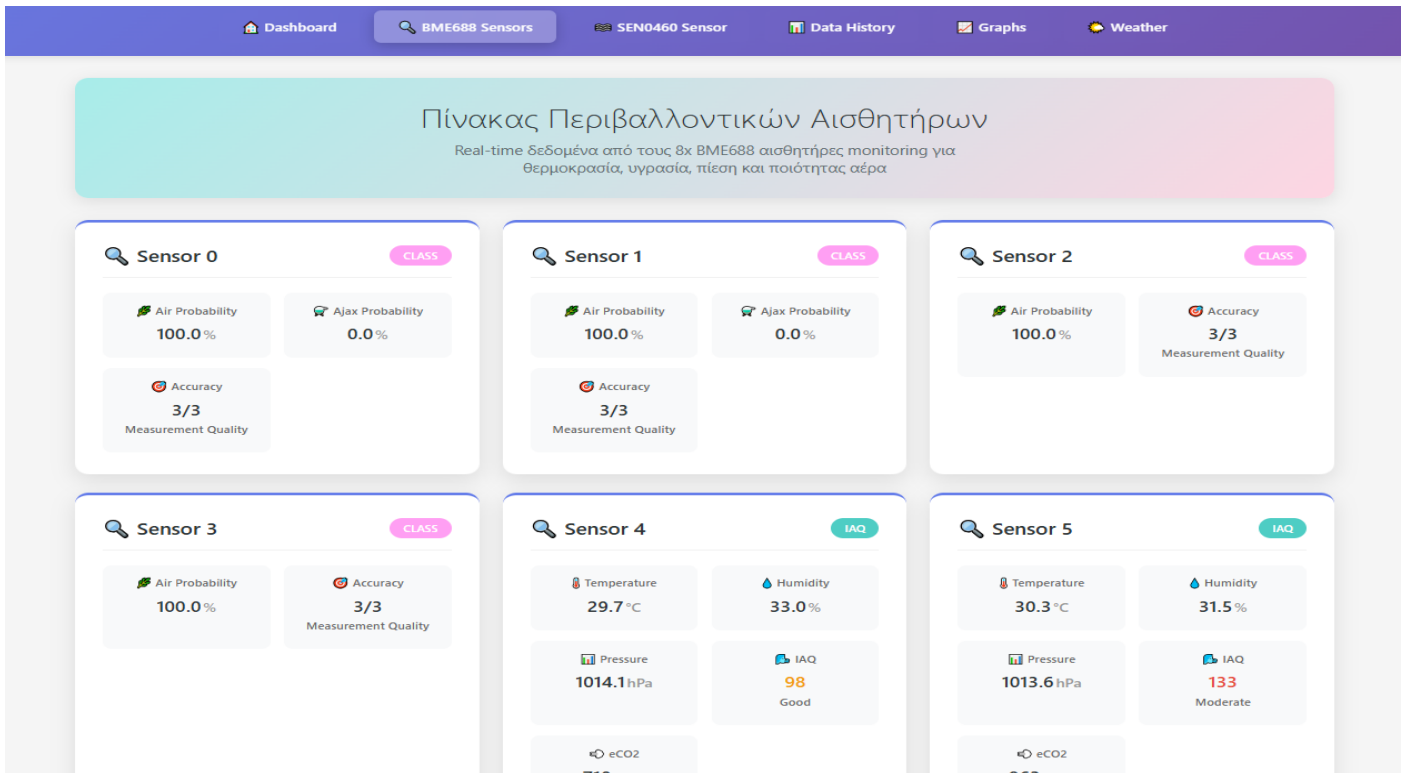 Dashboard BME688 Sensors SEN0460 Sensor Data History Graphs Weather
Πίνακας Περιβαλλοντικών Αισθητήρων
Real-time δεδομένα από τους 8x BME688 αισθητήρες monitoring για
θερμοκρασία, υγρασία, πίεση και ποιότητας αέρα
Sensor 0 CLASS
Air Probability Ajax Probability
100.0 % 0.0 %
Accuracy
3/3
Measurement Quality
Sensor 1 CLASS
Air Probability Ajax Probability
100.0 % 0.0 %
Accuracy
3/3
Measurement Quality
Sensor 2 CLASS
Air Probability Accuracy
100.0 % 3/3
Measurement Quality
Sensor 3 CLASS
Air Probability Accuracy
100.0 % 3/3
Measurement Quality
Sensor 4 IAQ
Temperature Humidity
29.7 °C 33.0 %
Pressure IAQ
1014.1 hPa 98
Good
eCO2
Sensor 5 IAQ
Temperature Humidity
30.3 °C 31.5 %
Pressure IAQ
1013.6 hPa 133
Moderate
eCO2